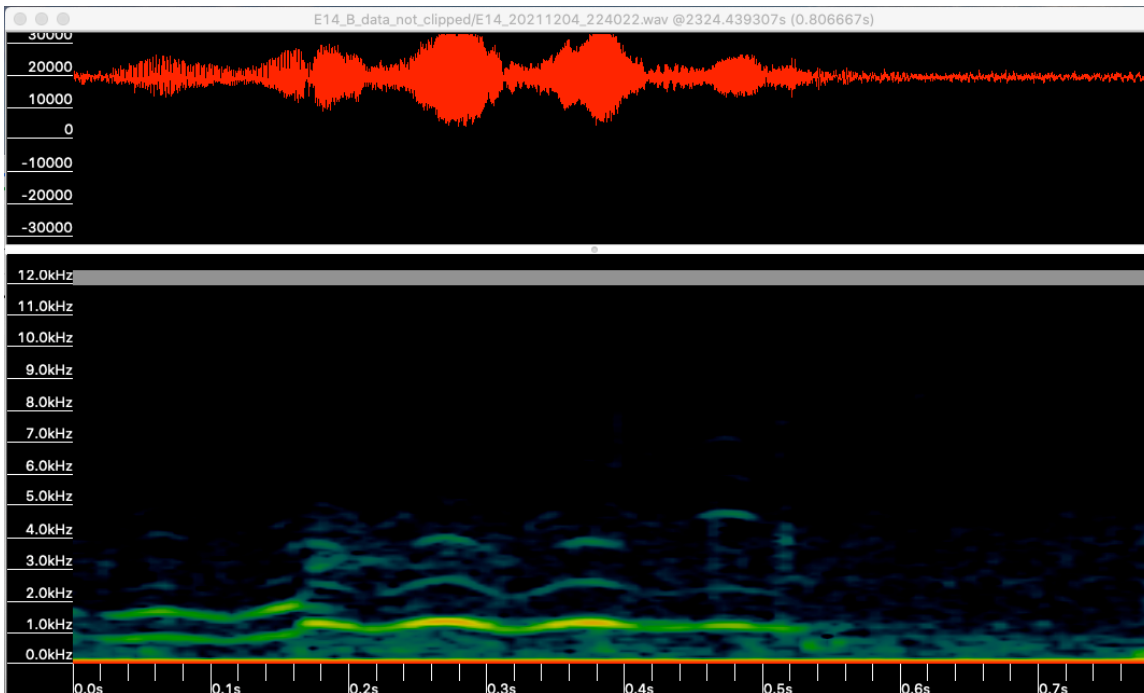 E14_B_data_not_clipped/E14_20211204_224022.wav @2324.439307s (0.806667s)
30000
20000
10000
0
-10000
-20000
-30000
12.0kHz
11.0kHz
10.0kHz
9.0kHz
8.0kHz
7.0kHz
6.0kHz
5.0kHz
4.0kHz
3.0kHz
2.0kHz
1.0kHz
0.0kHz
0.0s 0.1s 0.2s 0.3s 0.4s 0.5s 0.6s 0.7s